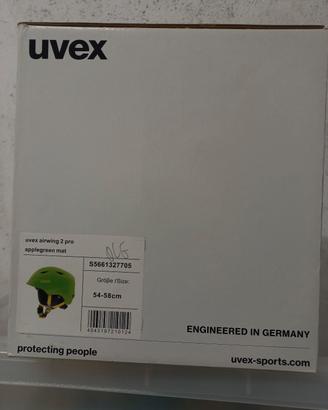 uvex
uvex airwing 2 pro
applegreen mat
S5661327705
Größe /Size:
54-58cm
4043197210124
ENGINEERED IN GERMANY
protecting people
uvex-sports.com